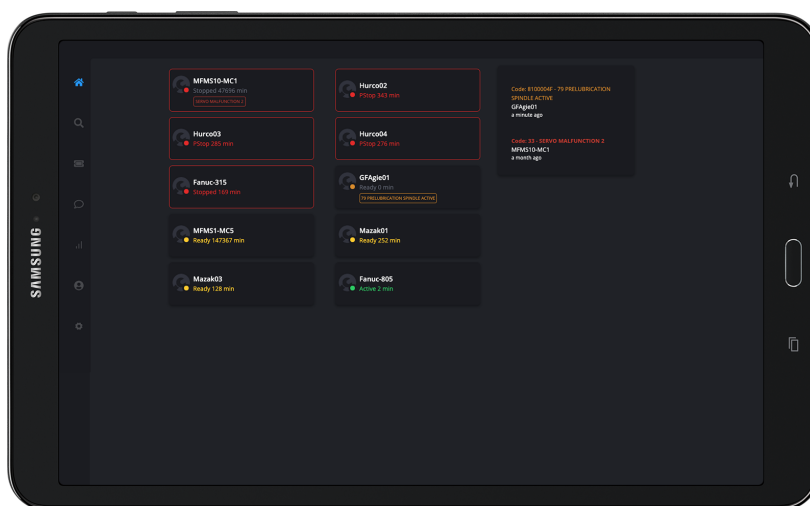 SAMSUNG
MFMS10-MC1
Stopped 47696 min
SERVO MALFUNCTION 2
Hurco02
PStop 343 min
Hurco03
PStop 285 min
Hurco04
PStop 276 min
Fanuc-315
Stopped 169 min
GFAgie01
Ready 0 min
79 PRELUBRICATION SPINDLE ACTIVE
MFMS1-MC5
Ready 147367 min
Mazak01
Ready 252 min
Mazak03
Ready 128 min
Fanuc-805
Active 2 min
Code: 8100004F - 79 PRELUBRICATION
SPINDLE ACTIVE
GFAgie01
a minute ago
Code: 33 - SERVO MALFUNCTION 2
MFMS10-MC1
a month ago